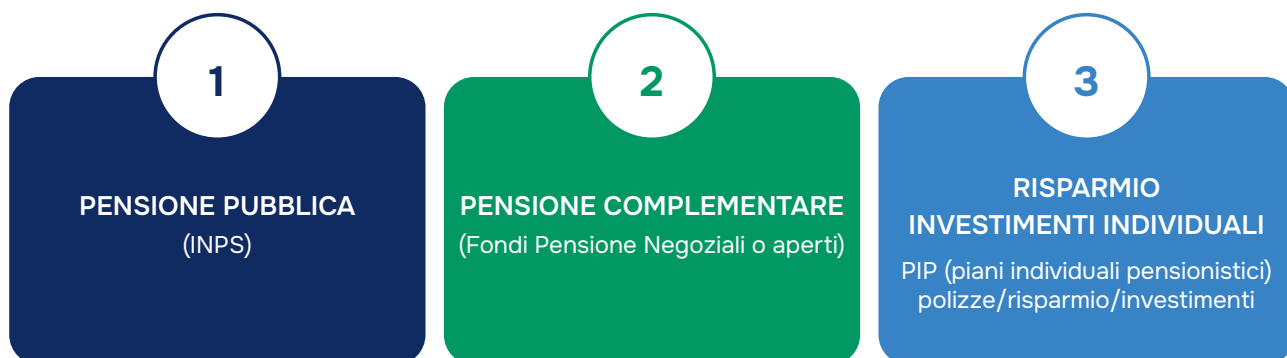 1
PENSIONE PUBBLICA
(INPS)
2
PENSIONE COMPLEMENTARE
(Fondi Pensione Negoziali o aperti)
3
RISPARMIO
INVESTIMENTI INDIVIDUALI
PIP (piani individuali pensionistici)
polizze/risparmio/investimenti